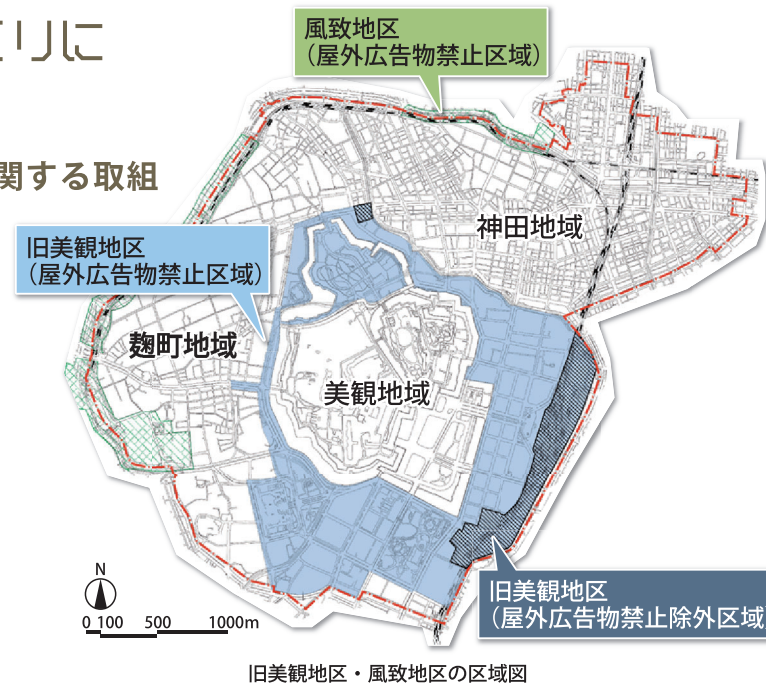 とりに
風致地区
（屋外広告物禁止区域）
関する取組
神田地域
旧美観地区
（屋外広告物禁止区域）
麹町地域
美観地域
旧美観地区
（屋外広告物禁止除外区域
N
0 100 500 1000m
旧美観地区・風致地区の区域図